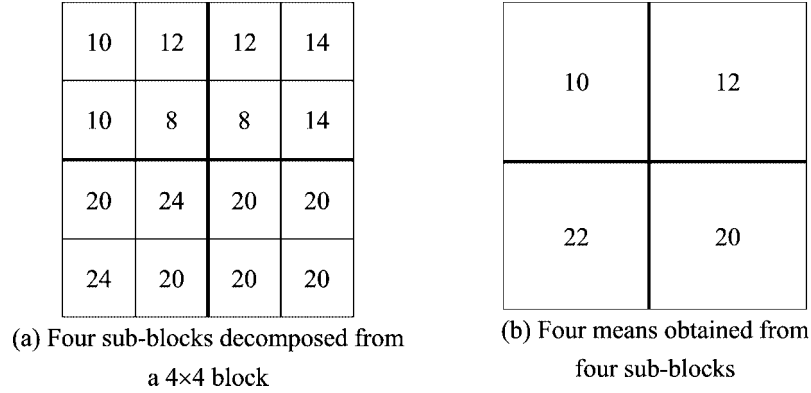 10 12 12 14
10 8 8 14
20 24 20 20
24 20 20 20
(a) Four sub-blocks decomposed from
a 4×4 block
10 12
22 20
(b) Four means obtained from
four sub-blocks